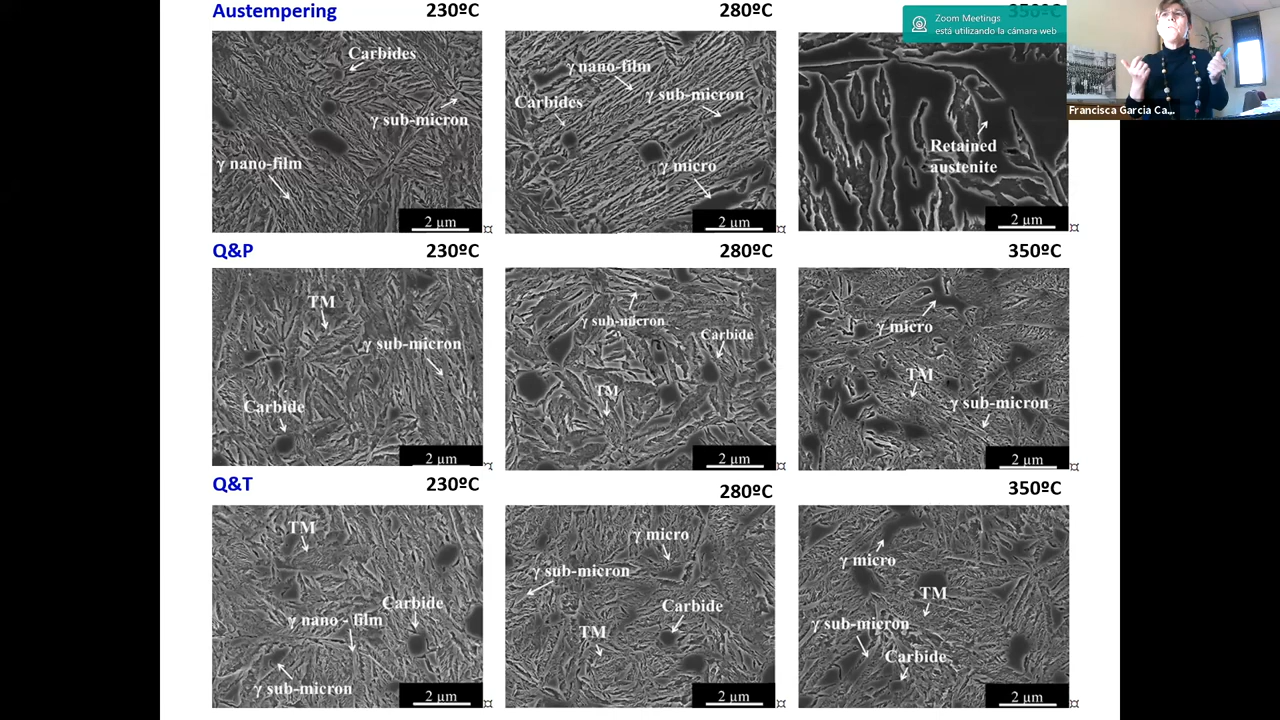 Austempering 230ºC 280ºC 350ºC
Zoom Meetings
está utilizando la cámara web
Francisca Garcia Ca...
Carbides
γ sub-micron
γ nano-film
2 μm
γ nano-film
γ sub-micron
Carbides
γ micro
2 μm
Retained
austenite
2 μm
Q&P 230ºC 280ºC 350ºC
TM
γ sub-micron
Carbide
2 μm
γ sub-micron
Carbide
TM
2 μm
γ micro
TM
γ sub-micron
2 μm
Q&T 230ºC 280ºC 350ºC
TM
Carbide
γ nano - film
γ sub-micron
2 μm
γ micro
γ sub-micron
Carbide
TM
2 μm
γ micro
TM
γ sub-micron
Carbide
2 μm